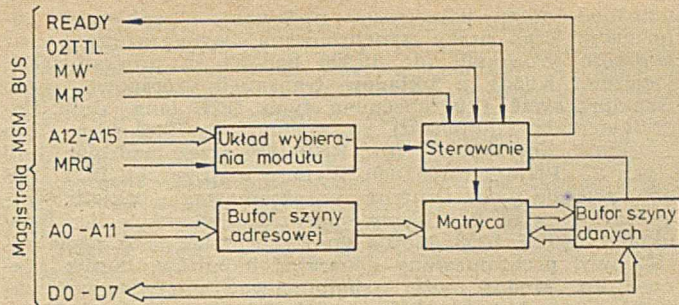 Magistrala MSM BUS
READY
02TTL
MW'
MR'
A12-A15
MRQ
A0-A11
D0-D7
Układ wybiera-
nia modułu
Sterowanie
Bufor szyny
adresowej
Matryca
Bufor szyny
danych